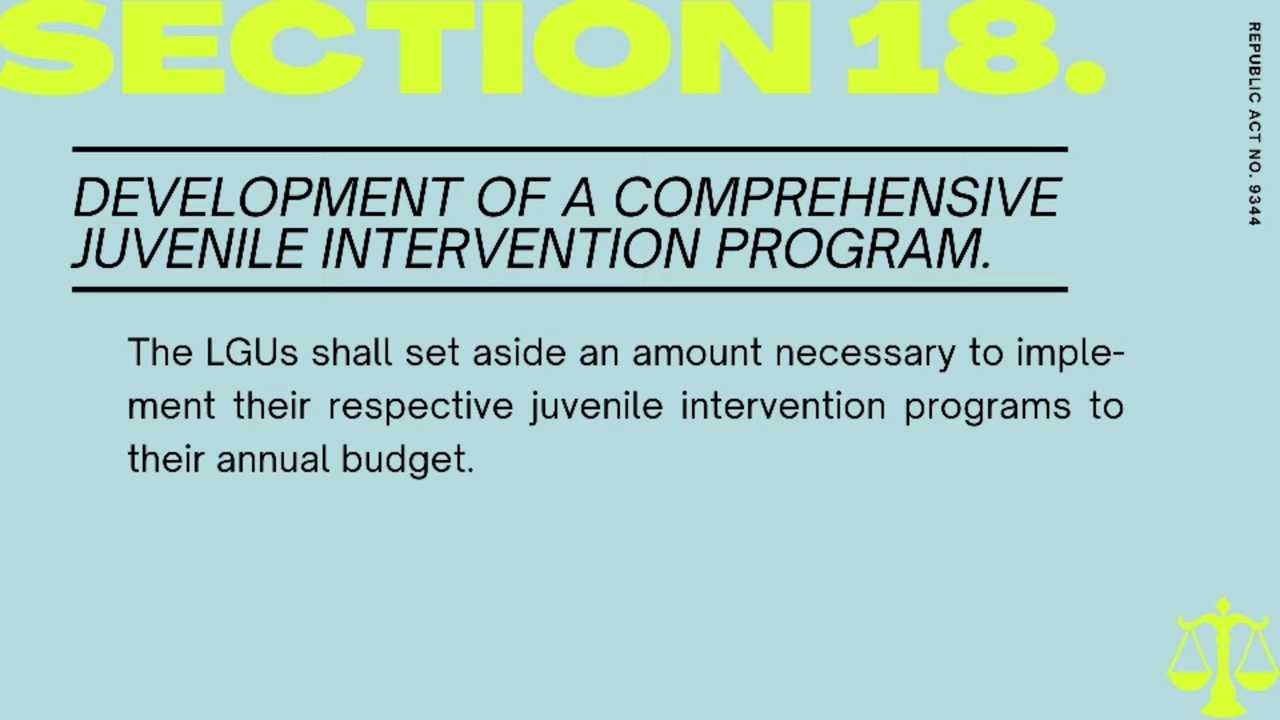 SECTION 18.
REPUBLIC ACT NO. 9344
DEVELOPMENT OF A COMPREHENSIVE
JUVENILE INTERVENTION PROGRAM.
The LGUs shall set aside an amount necessary to imple-
ment their respective juvenile intervention programs to
their annual budget.